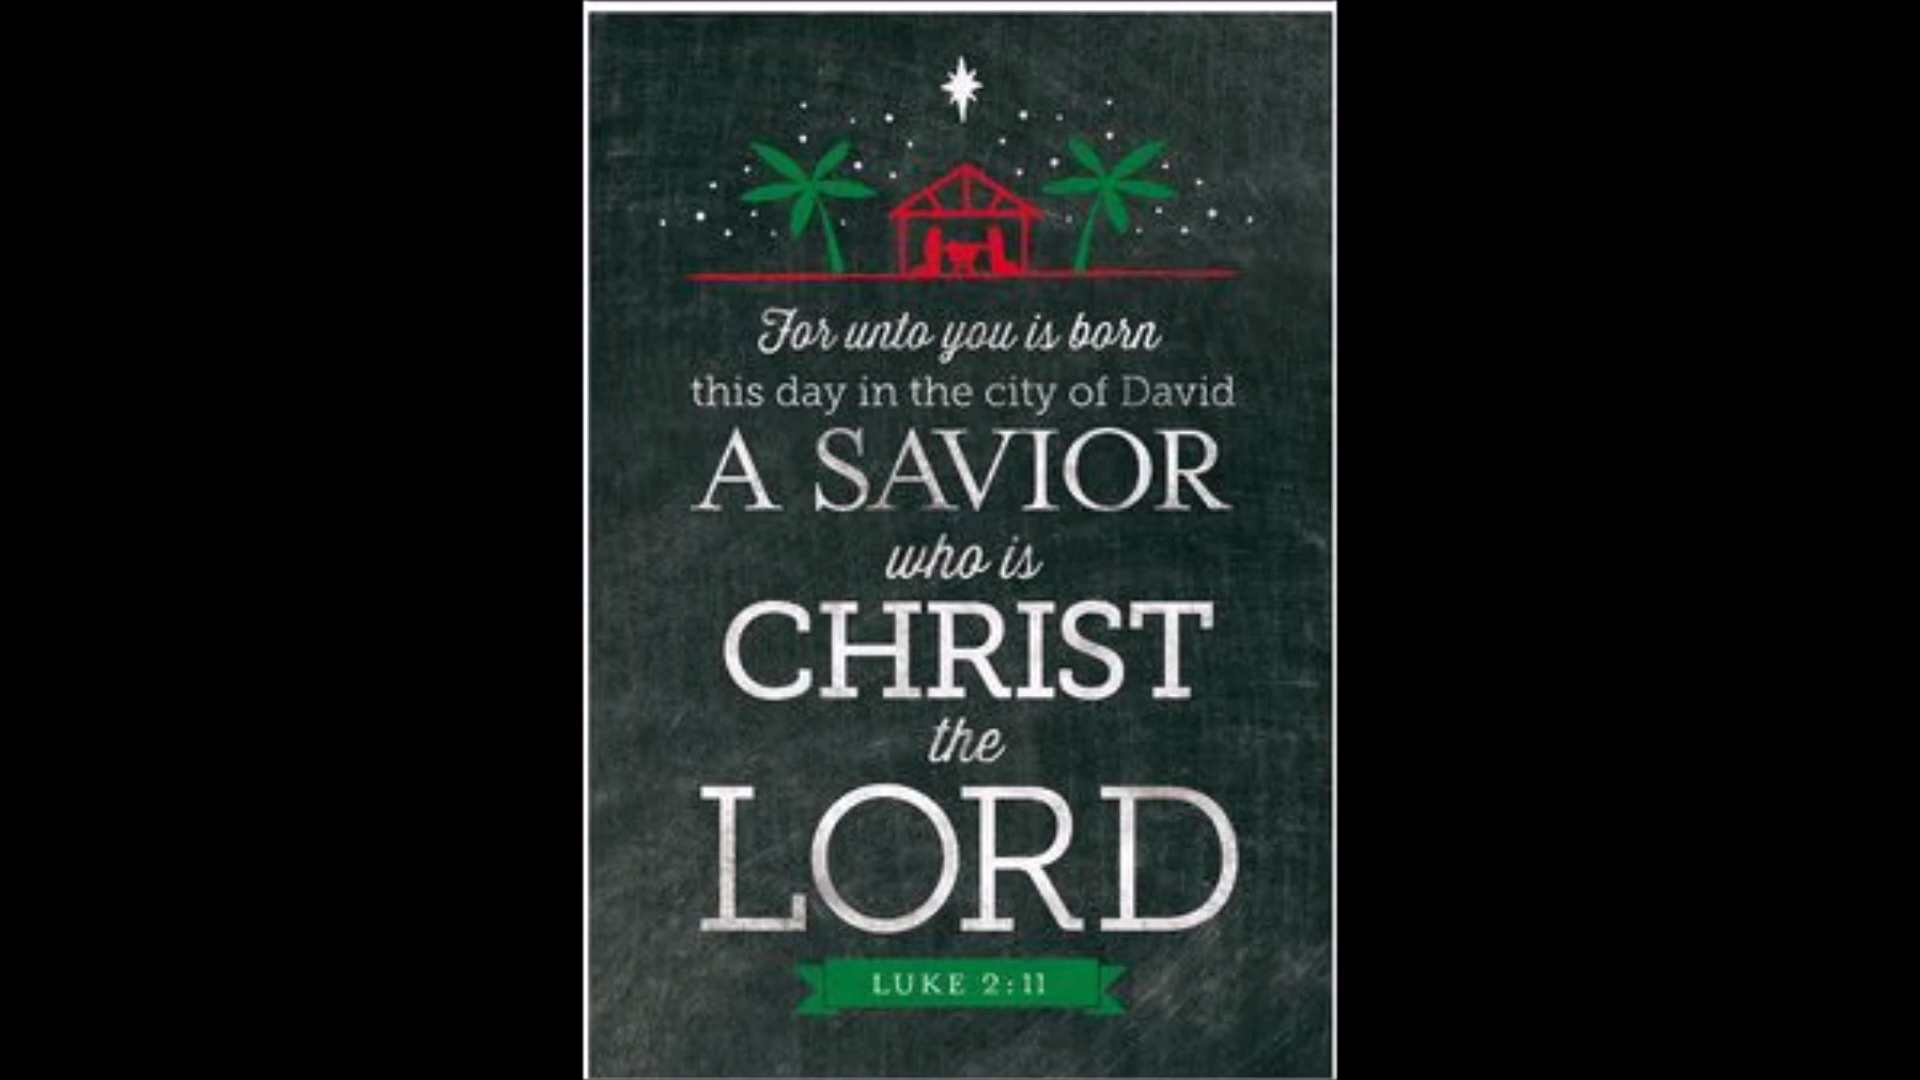 For unto you is born
this day in the city of David
A SAVIOR
who is
CHRIST
the
LORD
LUKE 2:11